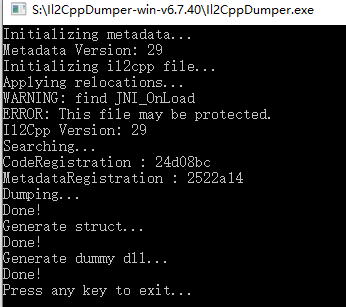 S:\Il2CppDumper-win-v6.7.40\Il2CppDumper.exe
Initializing metadata...
Metadata Version: 29
Initializing il2cpp file...
Applying relocations...
WARNING: find JNI_OnLoad
ERROR: This file may be protected.
Il2Cpp Version: 29
Searching...
CodeRegistration : 24d08bc
MetadataRegistration : 2522a14
Dumping...
Done!
Generate struct...
Done!
Generate dummy dll...
Done!
Press any key to exit...